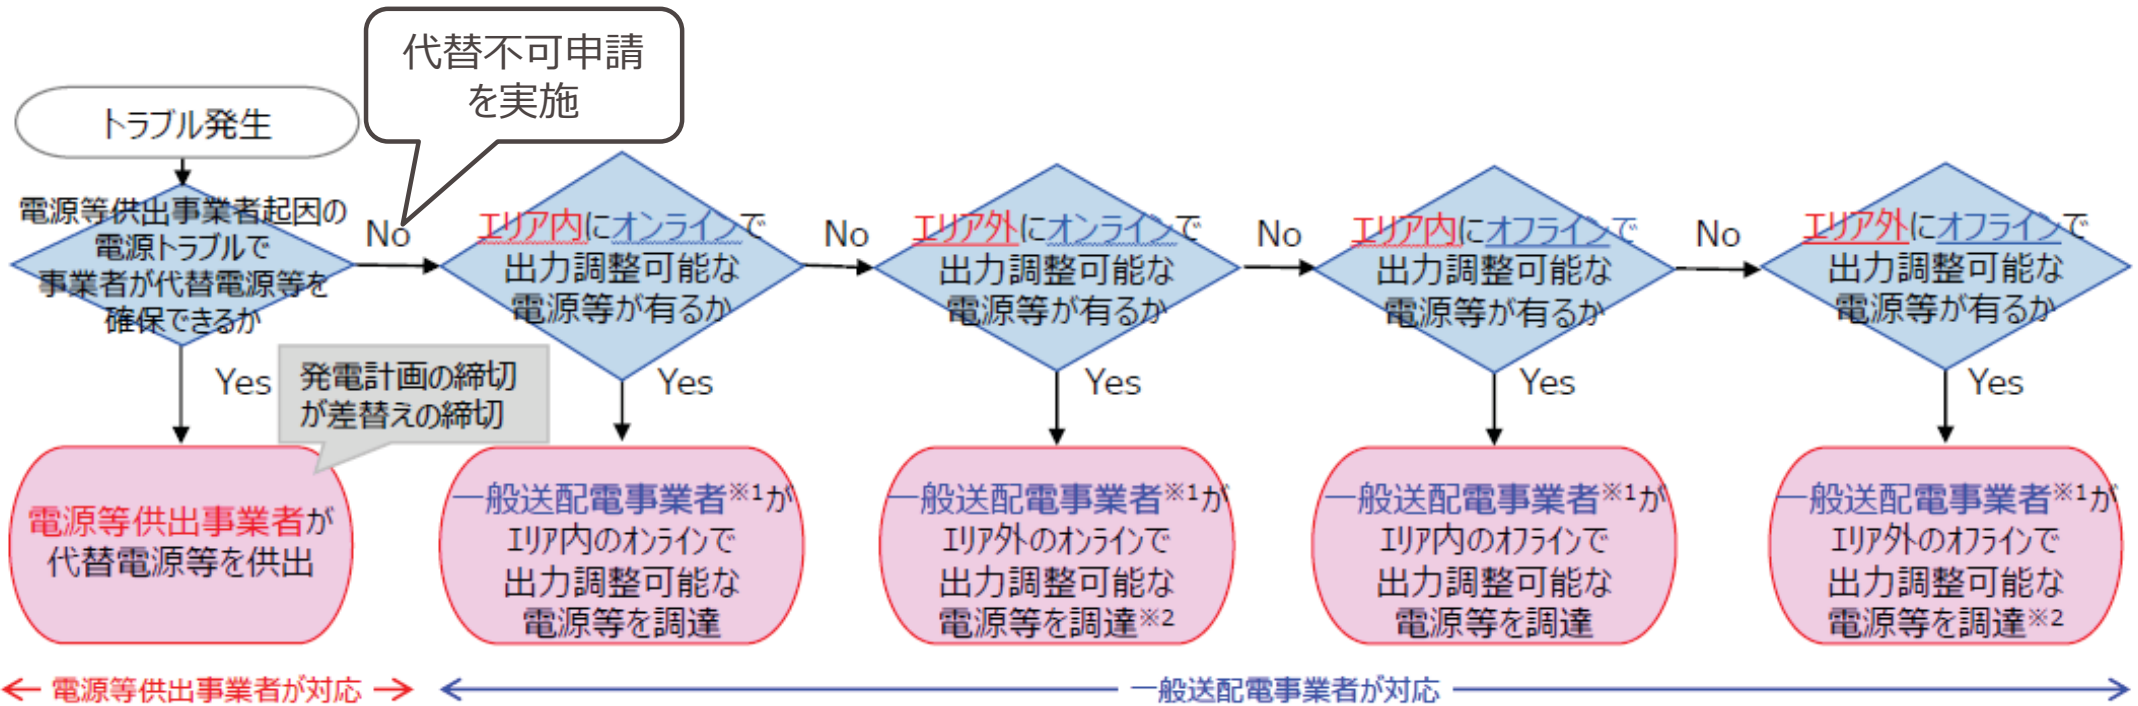 代替不可申請
を実施
トラブル発生
電源等供出事業者起因の
電源トラブルで
事業者が代替電源等を
確保できるか
No
エリア内にオンラインで
出力調整可能な
電源等が有るか
No
エリア外にオンラインで
出力調整可能な
電源等が有るか
No
エリア内にオフラインで
出力調整可能な
電源等が有るか
No
エリア外にオフラインで
出力調整可能な
電源等が有るか
Yes
発電計画の締切
が差替えの締切
Yes
Yes
Yes
Yes
電源等供出事業者が
代替電源等を供出
一般送配電事業者※1が
エリア内のオンラインで
出力調整可能な
電源等を調達
一般送配電事業者※1が
エリア外のオンラインで
出力調整可能な
電源等を調達※2
一般送配電事業者※1が
エリア内のオフラインで
出力調整可能な
電源等を調達
一般送配電事業者※1が
エリア外のオフラインで
出力調整可能な
電源等を調達※2
電源等供出事業者が対応
一般送配電事業者が対応